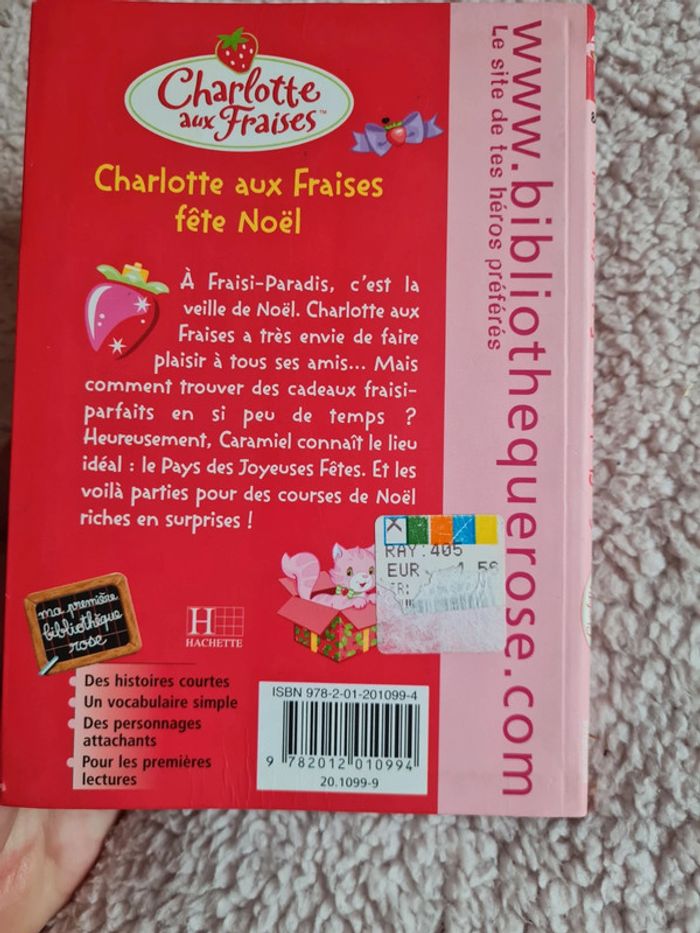 Charlotte
aux Fraises™
Charlotte aux Fraises
fête Noël
À Fraisi-Paradis, c'est la
veille de Noël. Charlotte aux
Fraises a très envie de faire
plaisir à tous ses amis... Mais
comment trouver des cadeaux fraisi-
parfaits en si peu de temps ?
Heureusement, Caramiel connaît le lieu
idéal : le Pays des Joyeuses Fêtes. Et les
voilà parties pour des courses de Noël
riches en surprises !
RAY:405
EUR
ma première
bibliothèque
rose
H
HACHETTE
Des histoires courtes
Un vocabulaire simple
Des personnages
attachants
Pour les premières
lectures
ISBN 978-2-01-201099-4
9 782012 010994
20.1099-9
www.bibliothequerose.com
Le site de tes héros préférés